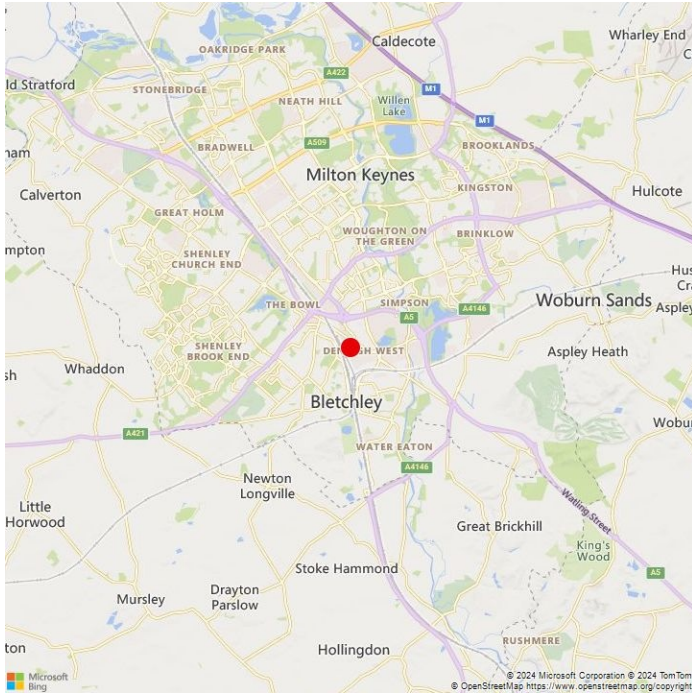 Caldecote
Wharley End
OAKRIDGE PARK
A422
ld Stratford
STONEBRIDGE
M1
NEATH HILL
Willen
Lake
M1
A509
BRADWELL
BROOKLANDS
ham
Milton Keynes
KINGSTON
Hulcote
Calverton
GREAT HOLM
WOUGHTON ON
THE GREEN
BRINKLOW
mpton
SHENLEY
CHURCH END
Hus
Cra
THE BOWL
SIMPSON
A4146
Woburn Sands
Aspley
A5
SHENLEY
BROOK END
WEST
Aspley Heath
sh
Whaddon
Bletchley
Wobur
A421
WATER EATON
A4146
Newton
Longville
Little
Horwood
Watling Street
Great Brickhill
King's
Wood
A5
Stoke Hammond
Mursley
Drayton
Parslow
RUSHMERE
ton
Hollingdon
Microsoft
Bing
© 2024 Microsoft Corporation © 2024 TomTom
© OpenStreetMap https://www.openstreetmap.org/copyright